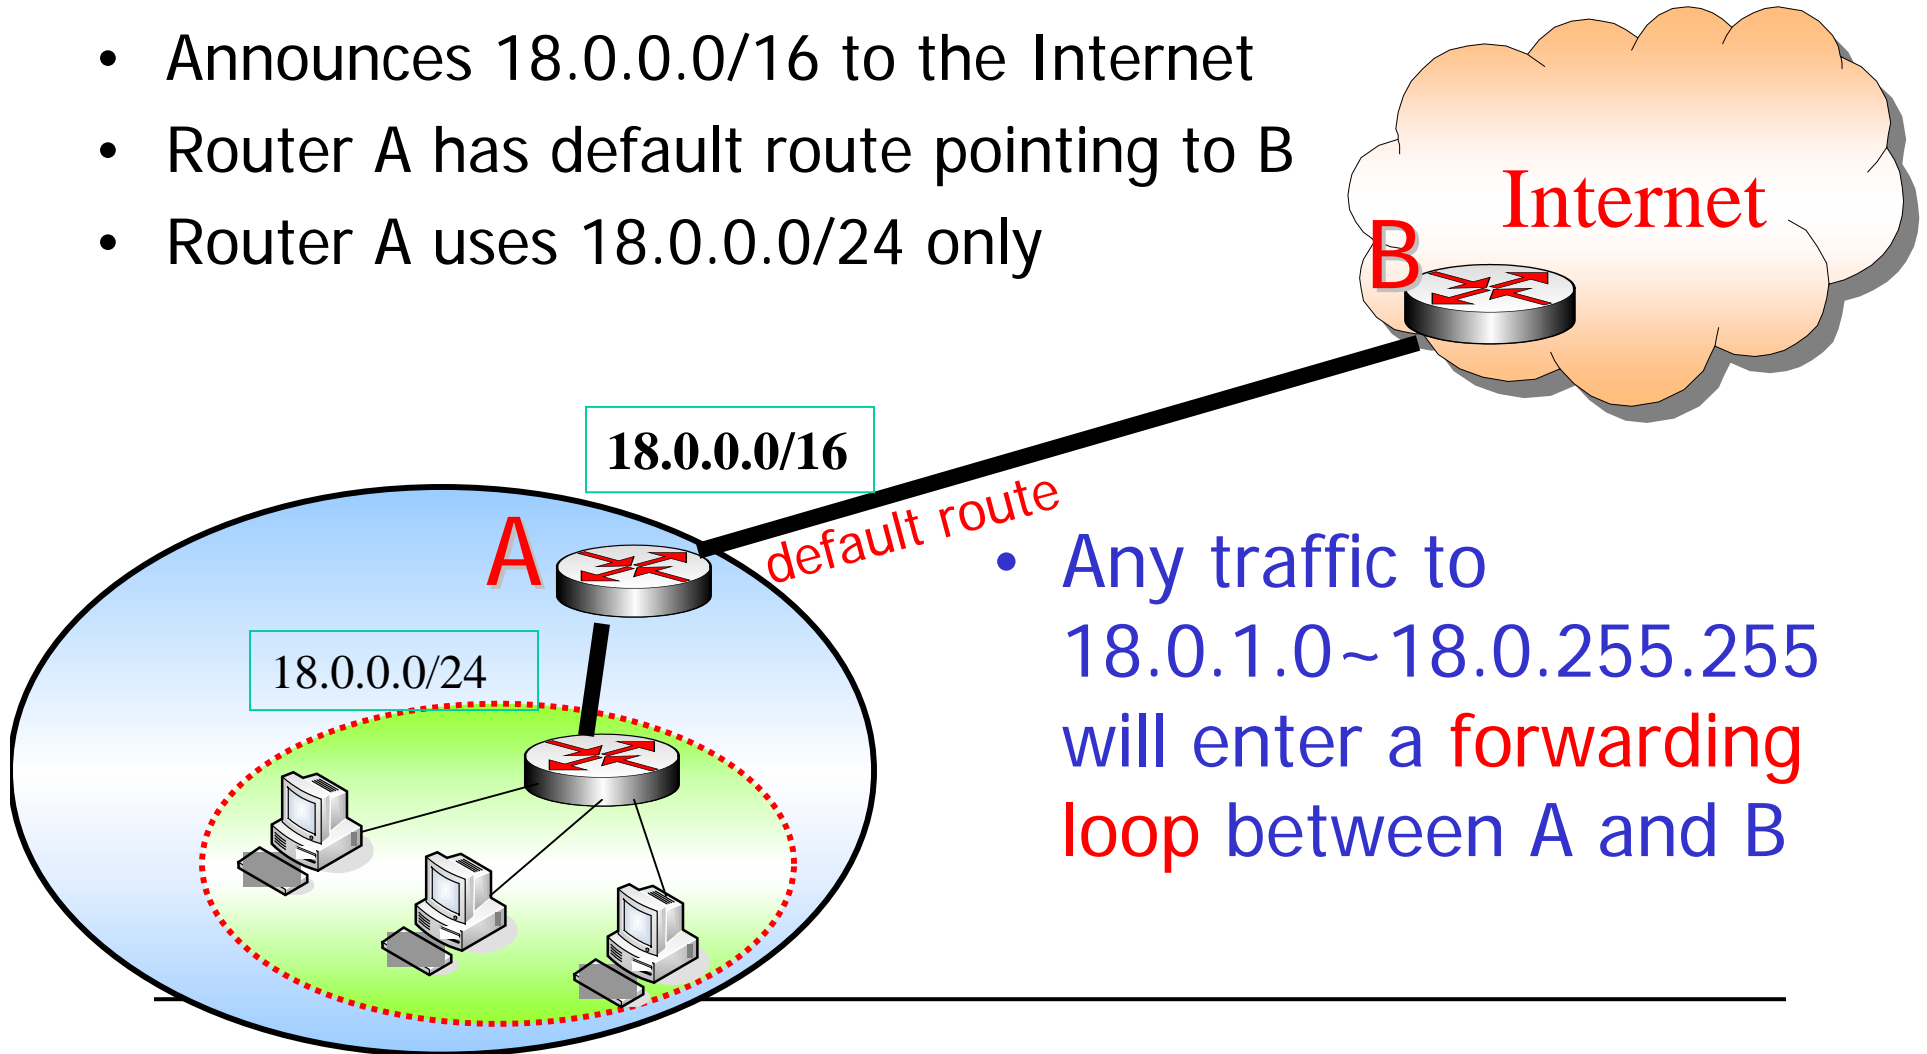 • Announces 18.0.0.0/16 to the Internet
• Router A has default route pointing to B
• Router A uses 18.0.0.0/24 only
Internet
B
18.0.0.0/16
A
default route
18.0.0.0/24
• Any traffic to
18.0.1.0~18.0.255.255
will enter a forwarding
loop between A and B